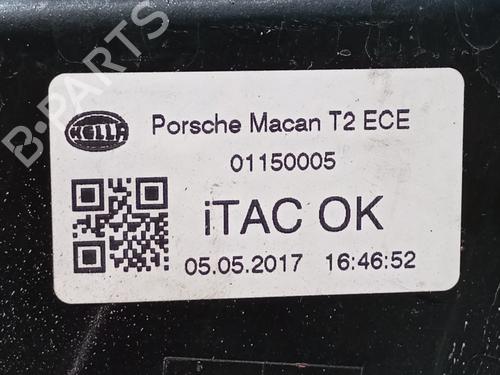 B-PARTS
HELLA
Porsche Macan T2 ECE
01150005
iTAC OK
05.05.2017 16:46:52